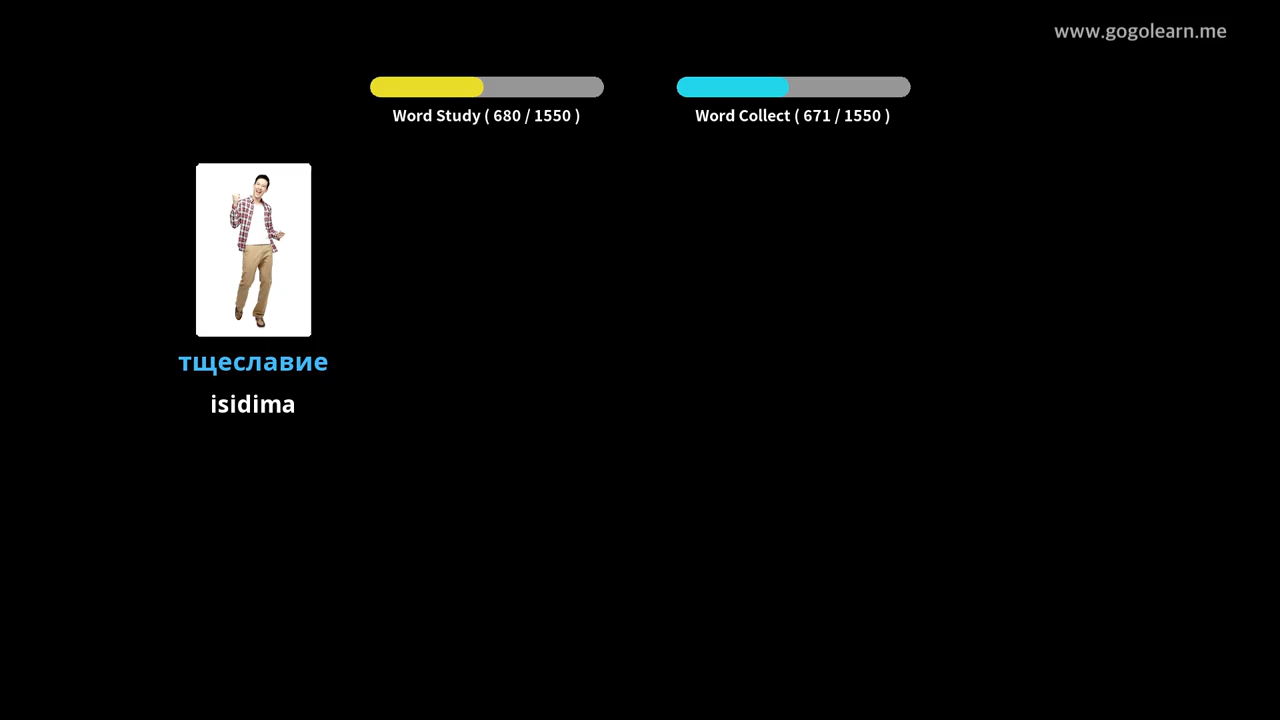 www.gogolearn.me
Word Study ( 680 / 1550 )
Word Collect ( 671 / 1550 )
тщеславие
isidima